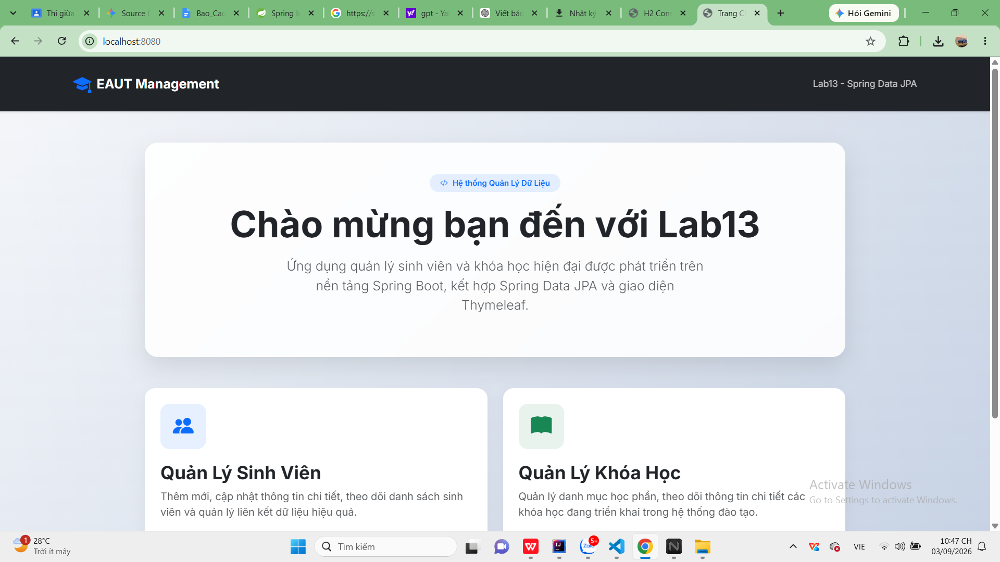 Thi giữa
Source
Bao_Cac
Spring In
https://s
gpt - Ya
Viết báo
Nhật ký
H2 Cons
Trang Ch
Hỏi Gemini
localhost:8080
EAUT Management
Lab13 - Spring Data JPA
Hệ thống Quản Lý Dữ Liệu
Chào mừng bạn đến với Lab13
Ứng dụng quản lý sinh viên và khóa học hiện đại được phát triển trên
nền tảng Spring Boot, kết hợp Spring Data JPA và giao diện
Thymeleaf.
Quản Lý Sinh Viên
Thêm mới, cập nhật thông tin chi tiết, theo dõi danh sách sinh
viên và quản lý liên kết dữ liệu hiệu quả.
Quản Lý Khóa Học
Quản lý danh mục học phần, theo dõi thông tin chi tiết các
khóa học đang triển khai trong hệ thống đào tạo.
Activate Windows
Go to Settings to activate Windows.
1
28°C
Trời ít mây
Tìm kiếm
Zalo
5+
VIE
10:47 CH
03/09/2026